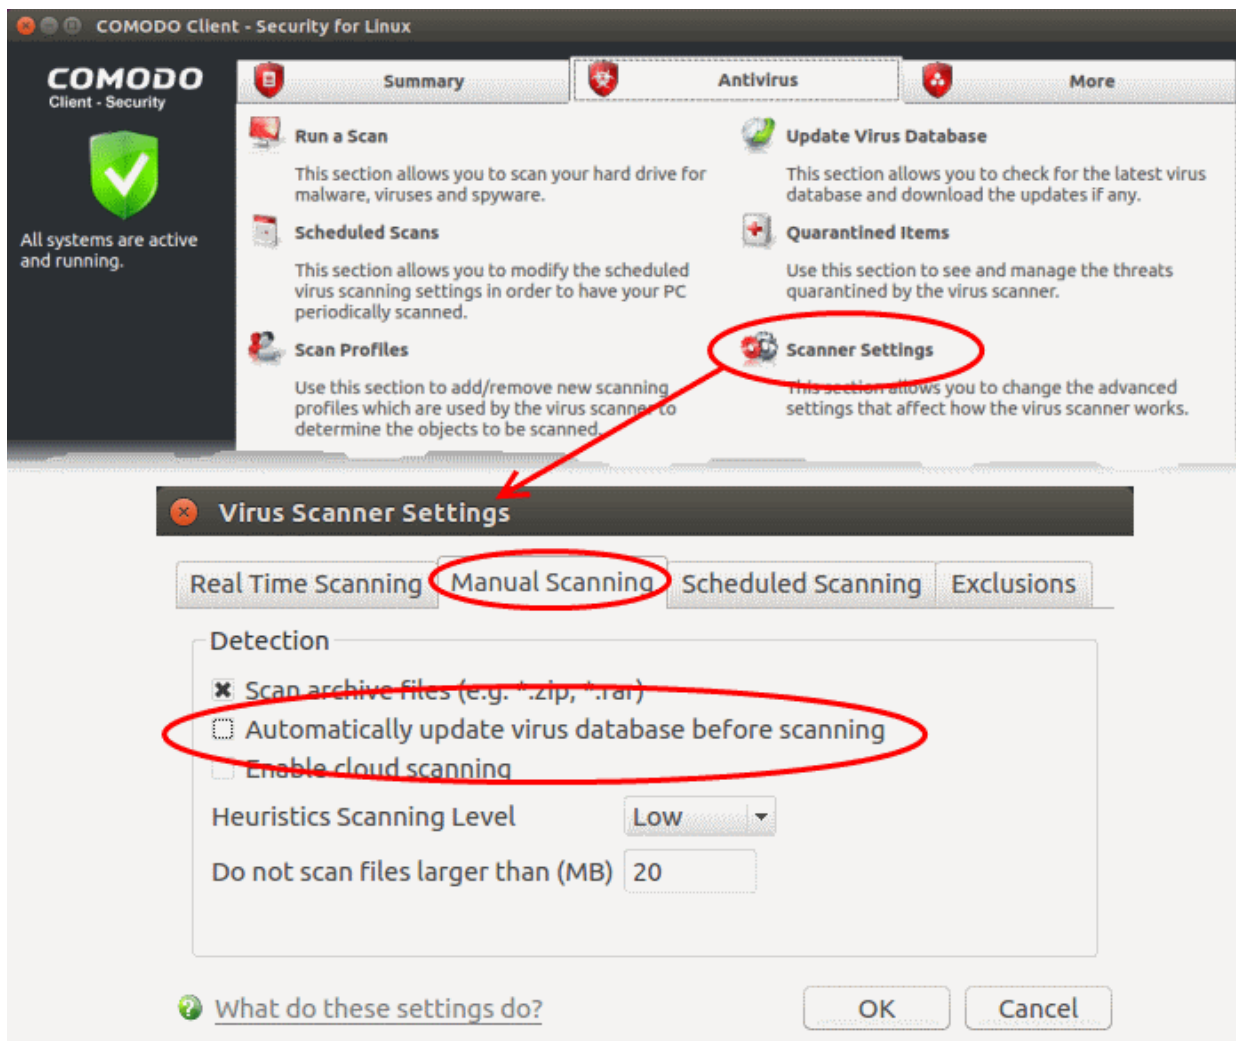 COMODO Client - Security for Linux
COMODO
Client - Security
All systems are active
and running.
Summary
Antivirus
More
Run a Scan
This section allows you to scan your hard drive for
malware, viruses and spyware.
Update Virus Database
This section allows you to check for the latest virus
database and download the updates if any.
Scheduled Scans
This section allows you to modify the scheduled
virus scanning settings in order to have your PC
periodically scanned.
Quarantined Items
Use this section to see and manage the threats
quarantined by the virus scanner.
Scan Profiles
Use this section to add/remove new scanning
profiles which are used by the virus scanner to
determine the objects to be scanned.
Scanner Settings
This section allows you to change the advanced
settings that affect how the virus scanner works.
Virus Scanner Settings
Real Time Scanning
Manual Scanning
Scheduled Scanning
Exclusions
Detection
Scan archive files (e.g. *.zip, *.rar)
Automatically update virus database before scanning
Enable cloud scanning
Heuristics Scanning Level
Low
Do not scan files larger than (MB)
20
What do these settings do?
OK
Cancel